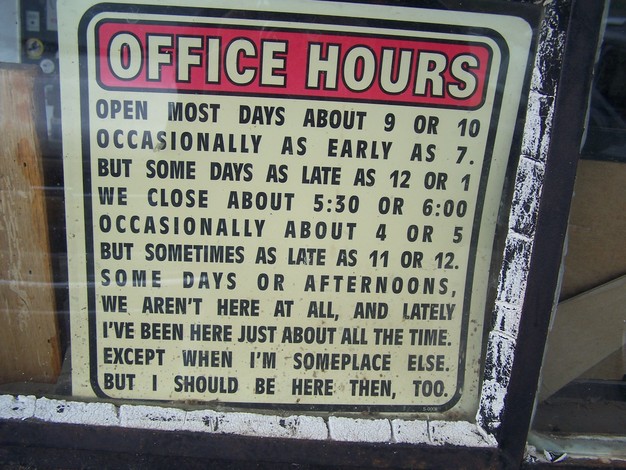 OFFICE HOURS
OPEN MOST DAYS ABOUT 9 OR 10
OCCASIONALLY AS EARLY AS 7.
BUT SOME DAYS AS LATE AS 12 OR 1
WE CLOSE ABOUT 5:30 OR 6:00
OCCASIONALLY ABOUT 4 OR 5
BUT SOMETIMES AS LATE AS 11 OR 12.
SOME DAYS OR AFTERNOONS,
WE AREN'T HERE AT ALL, AND LATELY
I'VE BEEN HERE JUST ABOUT ALL THE TIME.
EXCEPT WHEN I'M SOMEPLACE ELSE.
BUT I SHOULD BE HERE THEN, TOO.